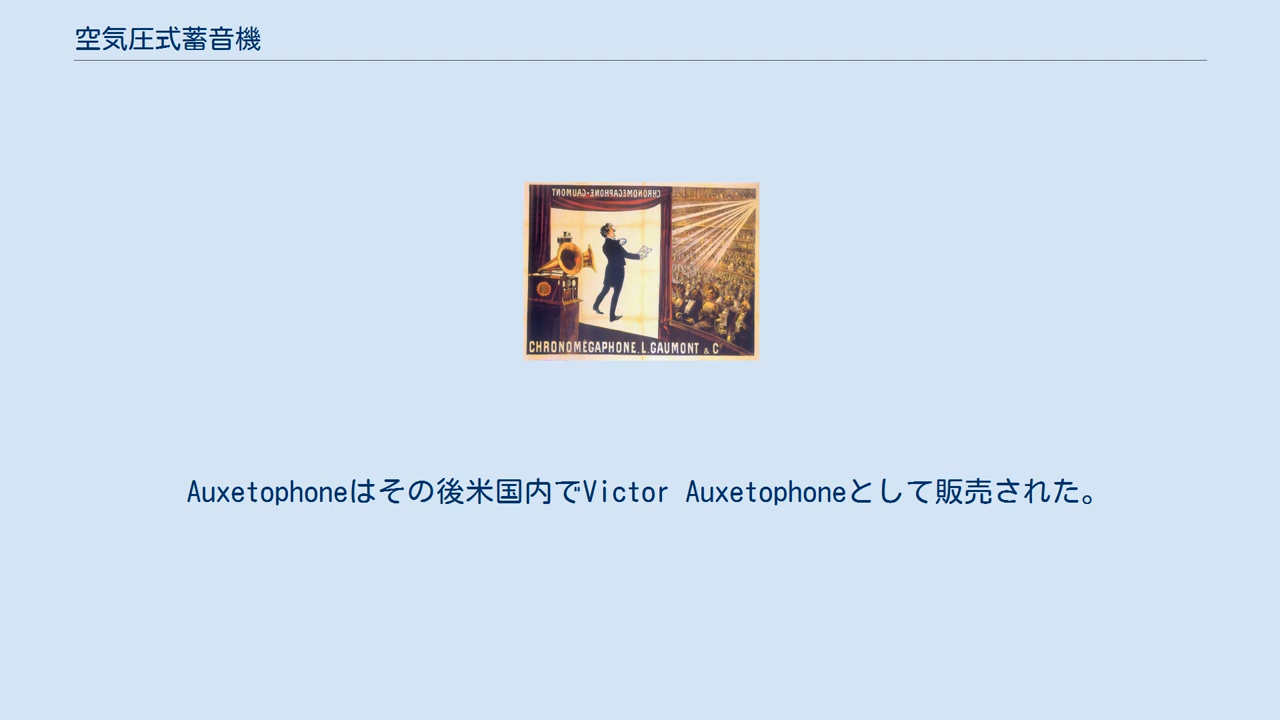 空気圧式蓄音機
CHRONOMEGAPHONE-GAUMONT
CHRONOMÉGAPHONE. L. GAUMONT & C
Auxetophoneはその後米国内でVictor Auxetophoneとして販売された。